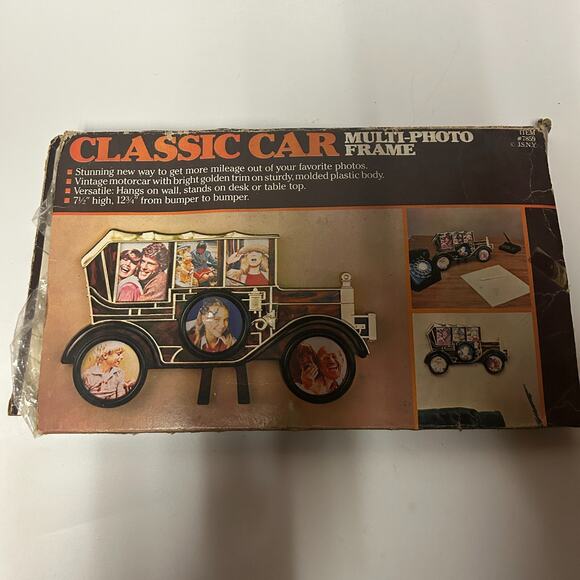 CLASSIC CAR MULTI-PHOTO FRAME
ITEM
#7859
© J.S.N.Y.
▪ Stunning new way to get more mileage out of your favorite photos.
▪ Vintage motorcar with bright golden trim on sturdy, molded plastic body.
▪ Versatile: Hangs on wall, stands on desk or table top.
▪ 7½" high, 12¾" from bumper to bumper.